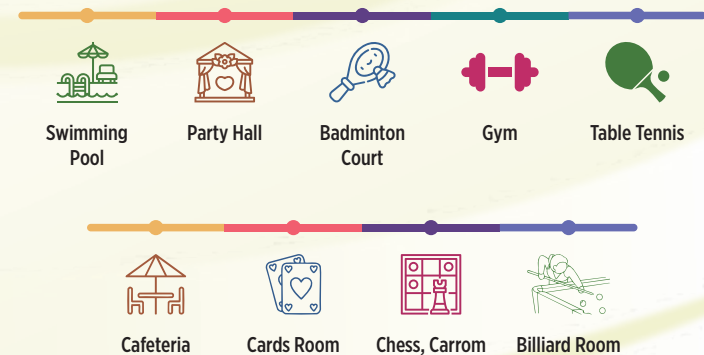 Swimming
Pool
Party Hall
Badminton
Court
Gym
Table Tennis
Cafeteria
Cards Room
Chess, Carrom
Billiard Room